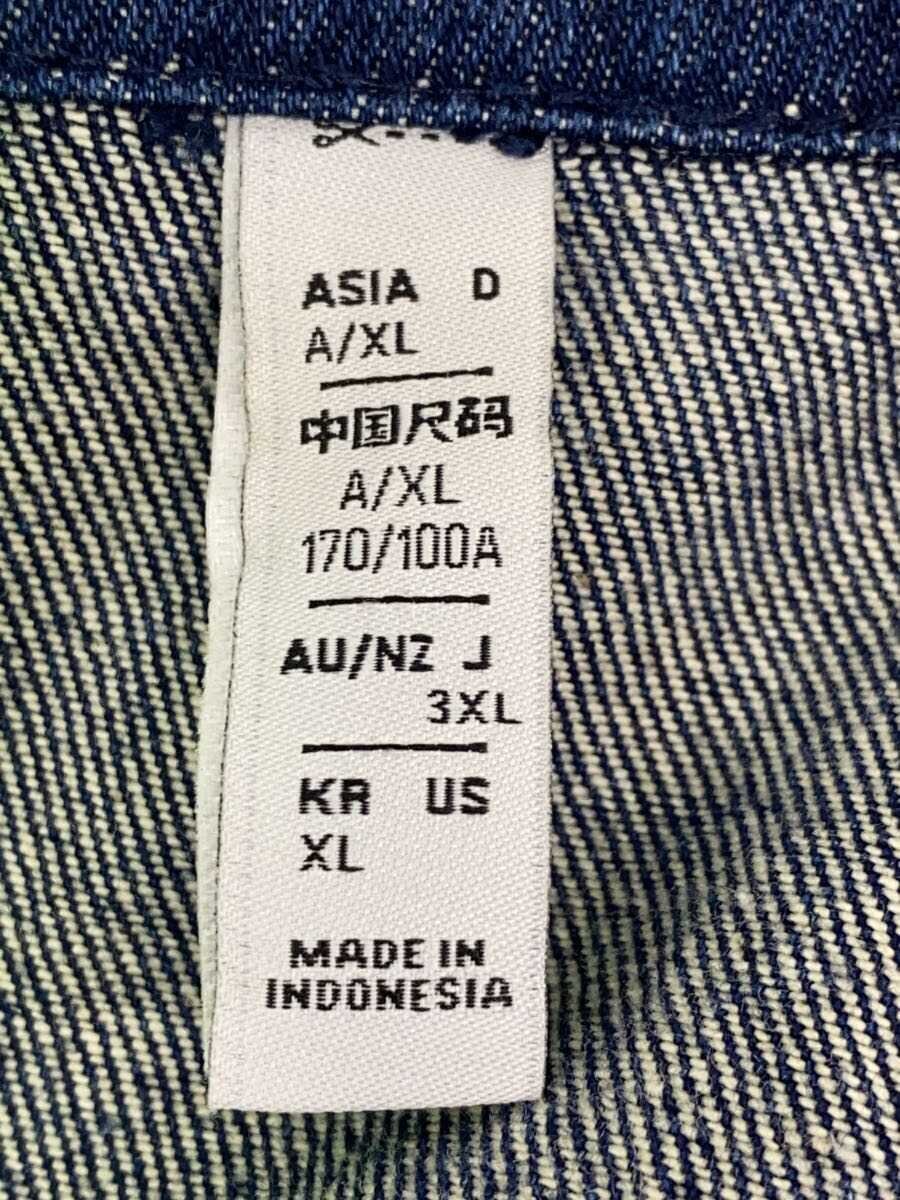 ASIA D
A/XL
中国尺码
A/XL
170/100A
AU/NZ J
3XL
KR US
XL
MADE IN
INDONESIA